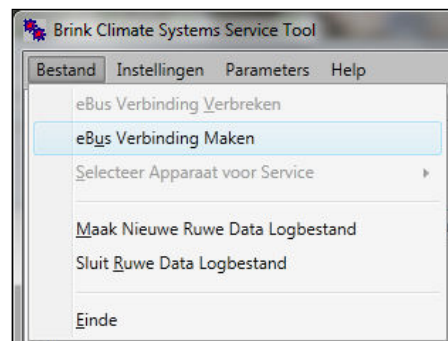 Brink Climate Systems Service Tool
Bestand Instellingen Parameters Help
eBus Verbinding Verbreken
eBus Verbinding Maken
Selecteer Apparaat voor Service
Maak Nieuwe Ruwe Data Logbestand
Sluit Ruwe Data Logbestand
Einde